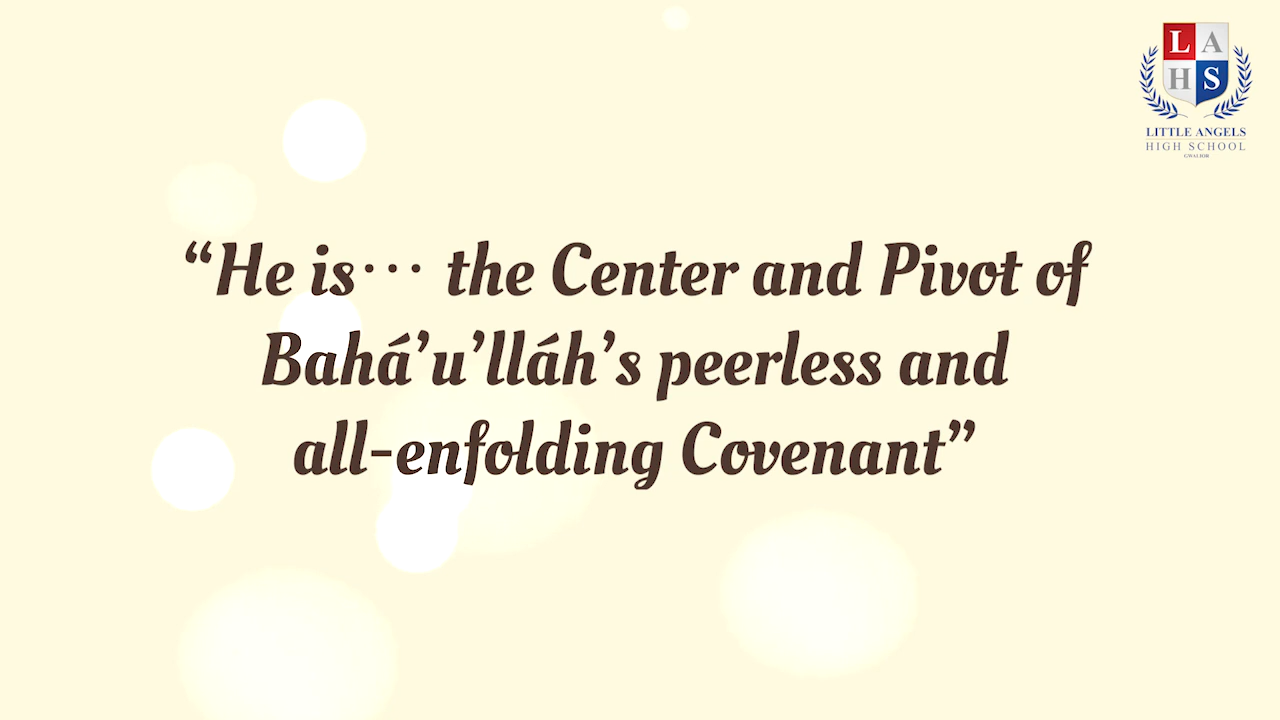 L A
H S
LITTLE ANGELS
HIGH SCHOOL
GWALIOR
“He is··· the Center and Pivot of
Bahá’u’lláh’s peerless and
all-enfolding Covenant”